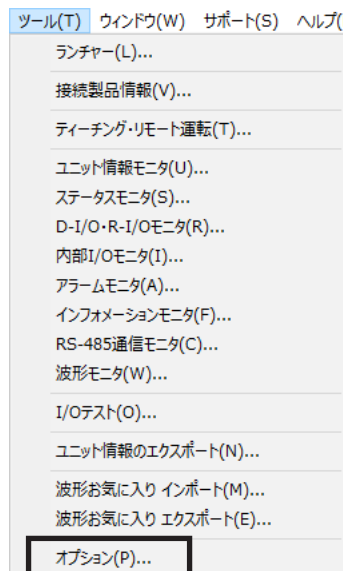 ツール(T) ウィンドウ(W) サポート(S) ヘルプ(
ランチャー(L)...
接続製品情報(V)...
ティーチング・リモート運転(T)...
ユニット情報モニタ(U)...
ステータスモニタ(S)...
D-I/O・R-I/Oモニタ(R)...
内部I/Oモニタ(I)...
アラームモニタ(A)...
インフォメーションモニタ(F)...
RS-485通信モニタ(C)...
波形モニタ(W)...
I/Oテスト(O)...
ユニット情報のエクスポート(N)...
波形お気に入り インポート(M)...
波形お気に入り エクスポート(E)...
オプション(P)...